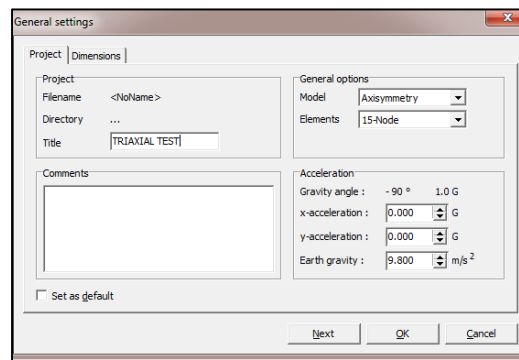 General settings
Project Dimensions
Project
Filename <NoName>
Directory ...
Title TRIAXIAL TEST
General options
Model Axisymmetry
Elements 15-Node
Comments
Acceleration
Gravity angle : - 90 ° 1.0 G
x-acceleration : 0.000 G
y-acceleration : 0.000 G
Earth gravity : 9.800 m/s 2
Set as default
Next OK Cancel